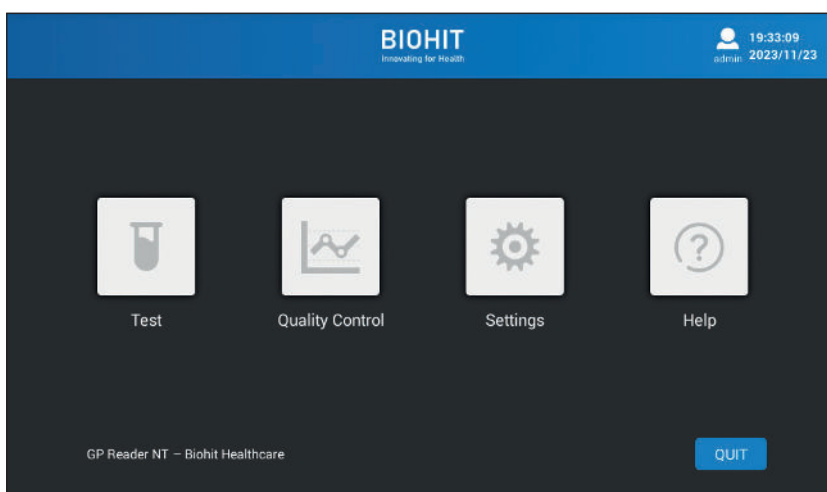 BIOHIT
Innovating for Health
19:33:09
admin 2023/11/23
?
Test Quality Control Settings Help
GP Reader NT – Biohit Healthcare
QUIT